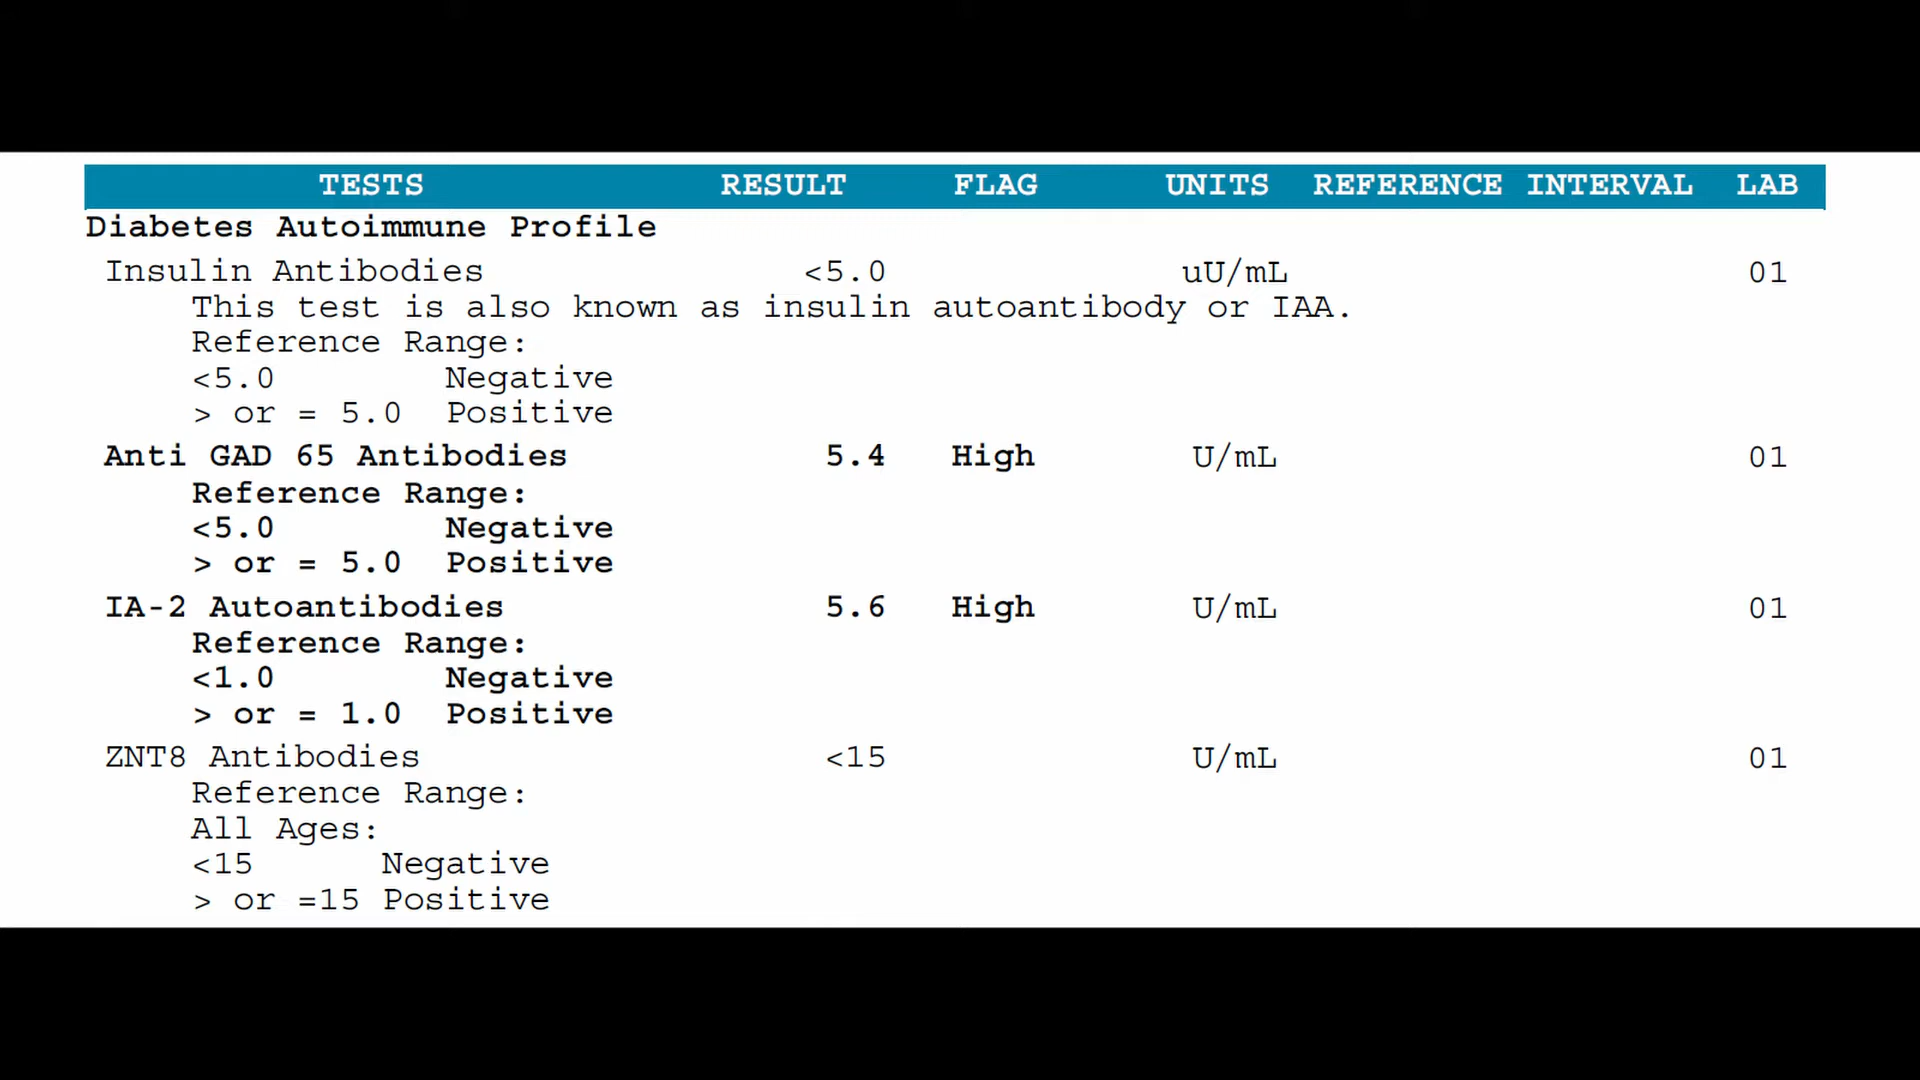 TESTS RESULT FLAG UNITS REFERENCE INTERVAL LAB
Diabetes Autoimmune Profile
Insulin Antibodies <5.0 uU/mL 01
This test is also known as insulin autoantibody or IAA.
Reference Range:
<5.0 Negative
> or = 5.0 Positive
Anti GAD 65 Antibodies 5.4 High U/mL 01
Reference Range:
<5.0 Negative
> or = 5.0 Positive
IA-2 Autoantibodies 5.6 High U/mL 01
Reference Range:
<1.0 Negative
> or = 1.0 Positive
ZNT8 Antibodies <15 U/mL 01
Reference Range:
All Ages:
<15 Negative
> or =15 Positive